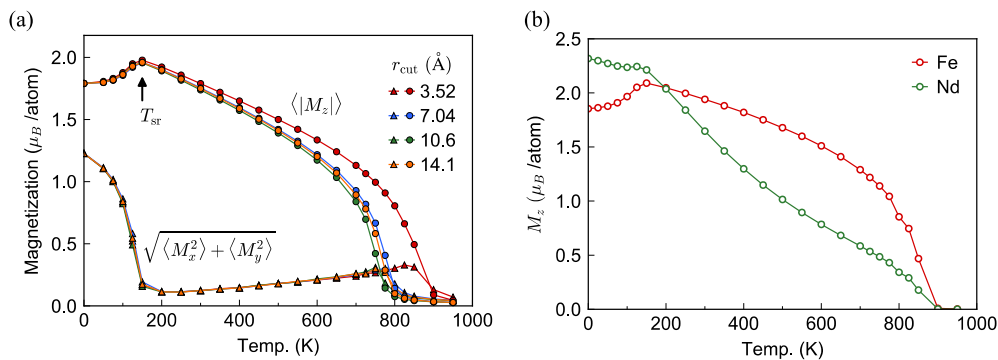 (a)
Magnetization (μ_B /atom)
2.0
1.5
1.0
0.5
0.0
0
200
400
600
800
1000
Temp. (K)
T_sr
⟨|M_z|⟩
√(⟨M_x^2⟩ + ⟨M_y^2⟩)
r_cut (Å)
3.52
7.04
10.6
14.1
(b)
M_z (μ_B /atom)
2.5
2.0
1.5
1.0
0.5
0.0
0
200
400
600
800
1000
Temp. (K)
Fe
Nd